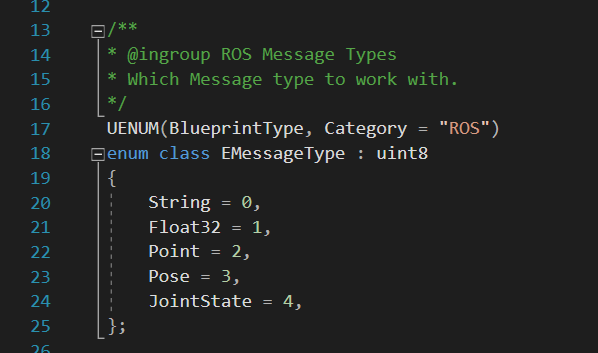 12
13 /**
14 * @ingroup ROS Message Types
15 * Which Message type to work with.
16 */
17 UENUM(BlueprintType, Category = "ROS")
18 enum class EMessageType : uint8
19 {
20 String = 0,
21 Float32 = 1,
22 Point = 2,
23 Pose = 3,
24 JointState = 4,
25 };
26